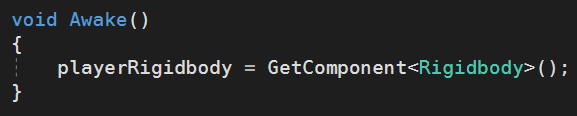 void Awake()
{
    playerRigidbody = GetComponent<Rigidbody>();
}